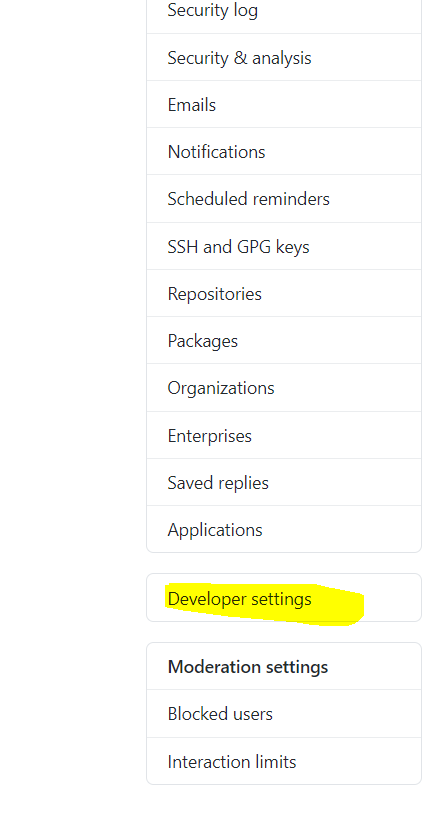 Security log
Security & analysis
Emails
Notifications
Scheduled reminders
SSH and GPG keys
Repositories
Packages
Organizations
Enterprises
Saved replies
Applications
Developer settings
Moderation settings
Blocked users
Interaction limits